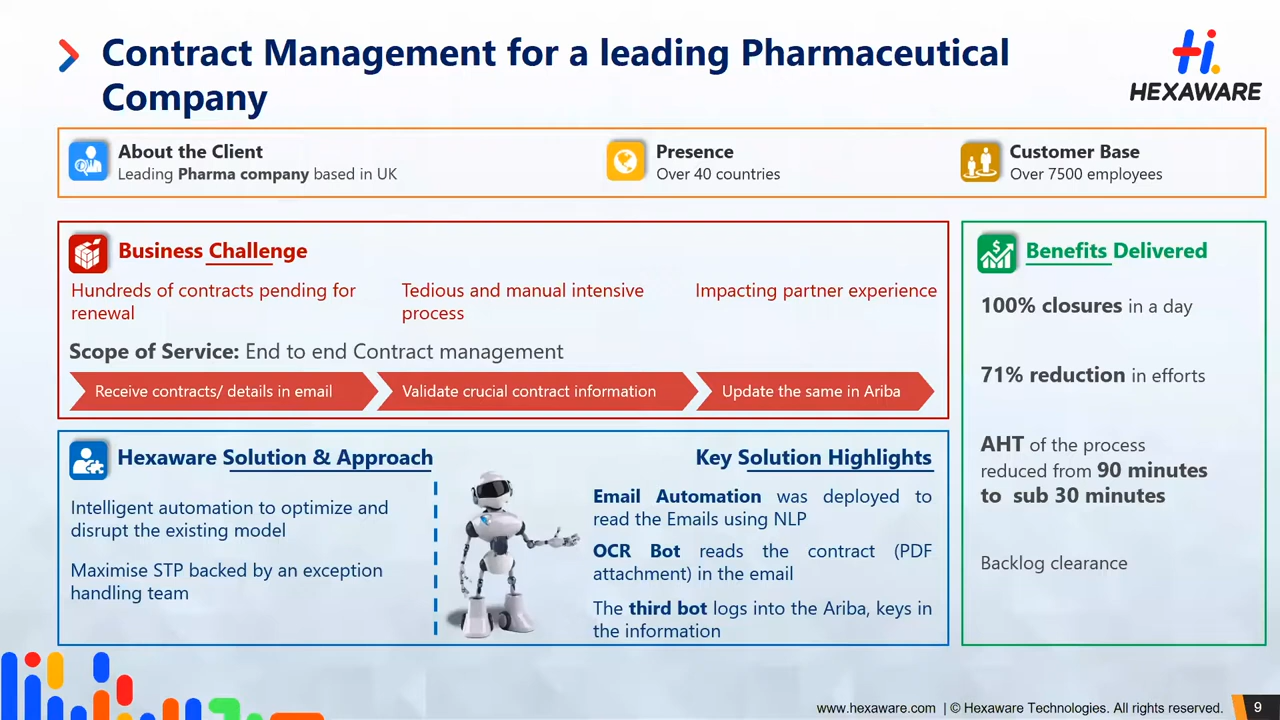 Contract Management for a leading Pharmaceutical
Company
HEXAWARE
About the Client
Leading Pharma company based in UK
Presence
Over 40 countries
Customer Base
Over 7500 employees
Business Challenge
Hundreds of contracts pending for
renewal
Tedious and manual intensive
process
Impacting partner experience
Scope of Service: End to end Contract management
Receive contracts/ details in email
Validate crucial contract information
Update the same in Ariba
Benefits Delivered
100% closures in a day
71% reduction in efforts
AHT of the process
reduced from 90 minutes
to sub 30 minutes
Backlog clearance
Hexaware Solution & Approach
Intelligent automation to optimize and
disrupt the existing model
Maximise STP backed by an exception
handling team
Key Solution Highlights
Email Automation was deployed to
read the Emails using NLP
OCR Bot reads the contract (PDF
attachment) in the email
The third bot logs into the Ariba, keys in
the information
www.hexaware.com | © Hexaware Technologies. All rights reserved.
9